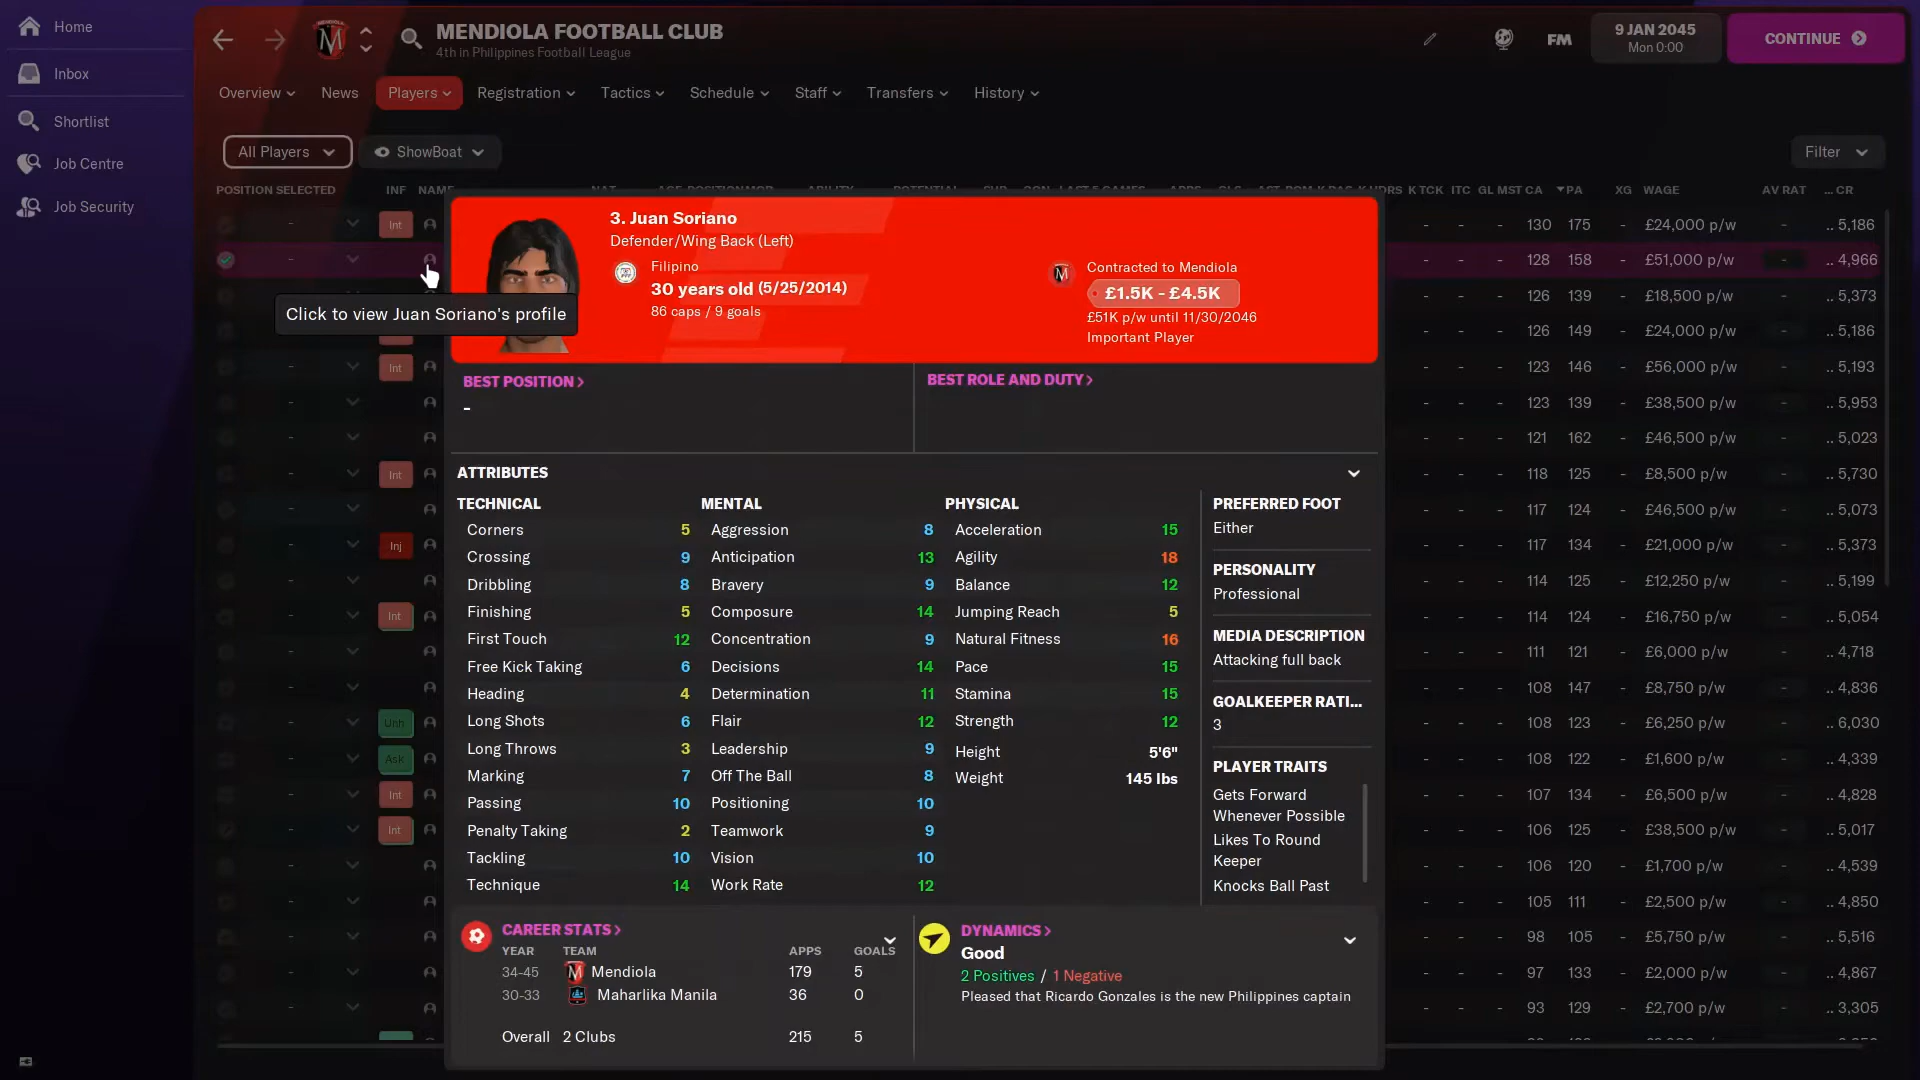 Home
Inbox
Shortlist
Job Centre
Job Security
MENDIOLA FOOTBALL CLUB
4th in Philippines Football League
FM
9 JAN 2045
Mon 0:00
CONTINUE
Overview
News
Players
Registration
Tactics
Schedule
Staff
Transfers
History
All Players
ShowBoat
Filter
POSITION SELECTED INF NAME K TCK ITC GL MST CA PA XG WAGE AV RAT ... CR
Int
130 175 - £24,000 p/w - .. 5,186
128 158 - £51,000 p/w - .. 4,966
126 139 - £18,500 p/w - .. 5,373
126 149 - £24,000 p/w - .. 5,186
Int
123 146 - £56,000 p/w - .. 5,193
123 139 - £38,500 p/w - .. 5,953
121 162 - £46,500 p/w - .. 5,023
Int
118 125 - £8,500 p/w - .. 5,730
117 124 - £46,500 p/w - .. 5,073
Inj
117 134 - £21,000 p/w - .. 5,373
114 125 - £12,250 p/w - .. 5,199
Int
114 124 - £16,750 p/w - .. 5,054
111 121 - £6,000 p/w - .. 4,718
108 147 - £8,750 p/w - .. 4,836
Unh
108 123 - £6,250 p/w - .. 6,030
Ask
108 122 - £1,600 p/w - .. 4,339
Int
107 134 - £6,500 p/w - .. 4,828
Int
106 125 - £38,500 p/w - .. 5,017
106 120 - £1,700 p/w - .. 4,539
105 111 - £2,500 p/w - .. 4,850
98 105 - £5,750 p/w - .. 5,516
97 133 - £2,000 p/w - .. 4,867
93 129 - £2,700 p/w - .. 3,305
Click to view Juan Soriano's profile
3. Juan Soriano
Defender/Wing Back (Left)
Filipino
30 years old (5/25/2014)
86 caps / 9 goals
Contracted to Mendiola
£1.5K - £4.5K
£51K p/w until 11/30/2046
Important Player
BEST POSITION >
-
BEST ROLE AND DUTY >
ATTRIBUTES
TECHNICAL
Corners 5
Crossing 9
Dribbling 8
Finishing 5
First Touch 12
Free Kick Taking 6
Heading 4
Long Shots 6
Long Throws 3
Marking 7
Passing 10
Penalty Taking 2
Tackling 10
Technique 14
MENTAL
Aggression 8
Anticipation 13
Bravery 9
Composure 14
Concentration 9
Decisions 14
Determination 11
Flair 12
Leadership 9
Off The Ball 8
Positioning 10
Teamwork 9
Vision 10
Work Rate 12
PHYSICAL
Acceleration 15
Agility 18
Balance 12
Jumping Reach 5
Natural Fitness 16
Pace 15
Stamina 15
Strength 12
Height 5'6"
Weight 145 lbs
PREFERRED FOOT
Either
PERSONALITY
Professional
MEDIA DESCRIPTION
Attacking full back
GOALKEEPER RATI...
3
PLAYER TRAITS
Gets Forward
Whenever Possible
Likes To Round
Keeper
Knocks Ball Past
CAREER STATS >
YEAR TEAM APPS GOALS
34-45 Mendiola 179 5
30-33 Maharlika Manila 36 0
Overall 2 Clubs 215 5
DYNAMICS >
Good
2 Positives / 1 Negative
Pleased that Ricardo Gonzales is the new Philippines captain